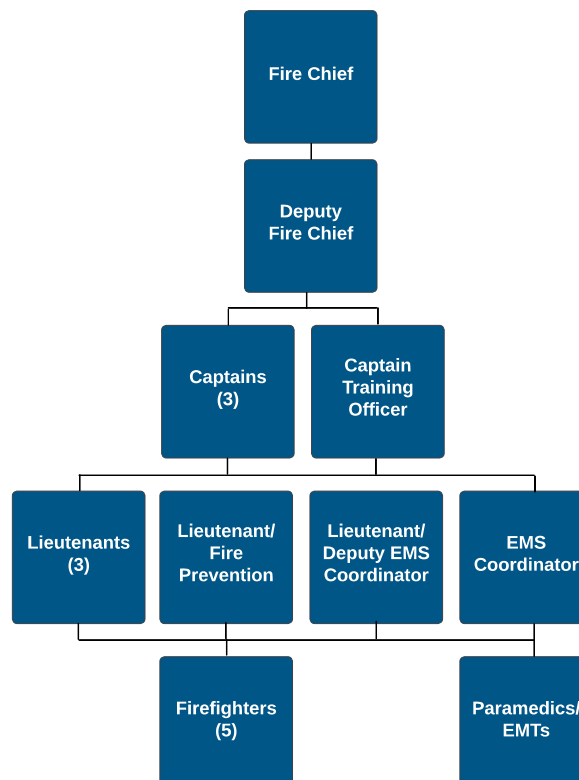 Fire Chief
Deputy
Fire Chief
Captains
(3)
Captain
Training
Officer
Lieutenants
(3)
Lieutenant/
Fire
Prevention
Lieutenant/
Deputy EMS
Coordinator
EMS
Coordinator
Firefighters
(5)
Paramedics/
EMTs